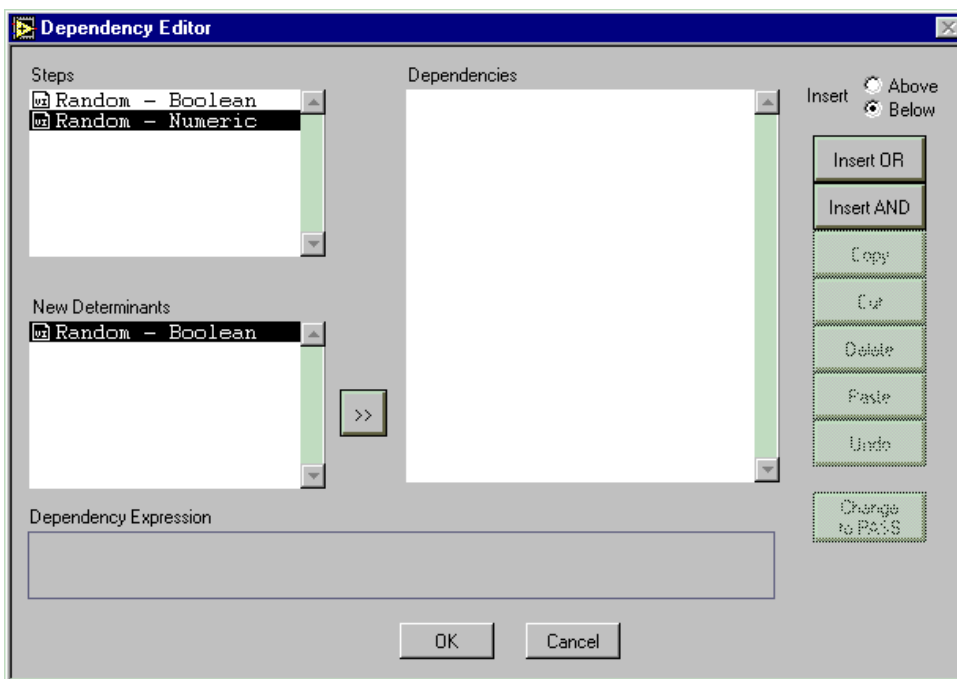 Dependency Editor
Steps
Random – Boolean
Random – Numeric
Dependencies
Insert
Above
Below
Insert OR
Insert AND
Copy
Cut
Delete
Paste
Undo
Change
to PASS
New Determinants
Random – Boolean
>>
Dependency Expression
OK
Cancel